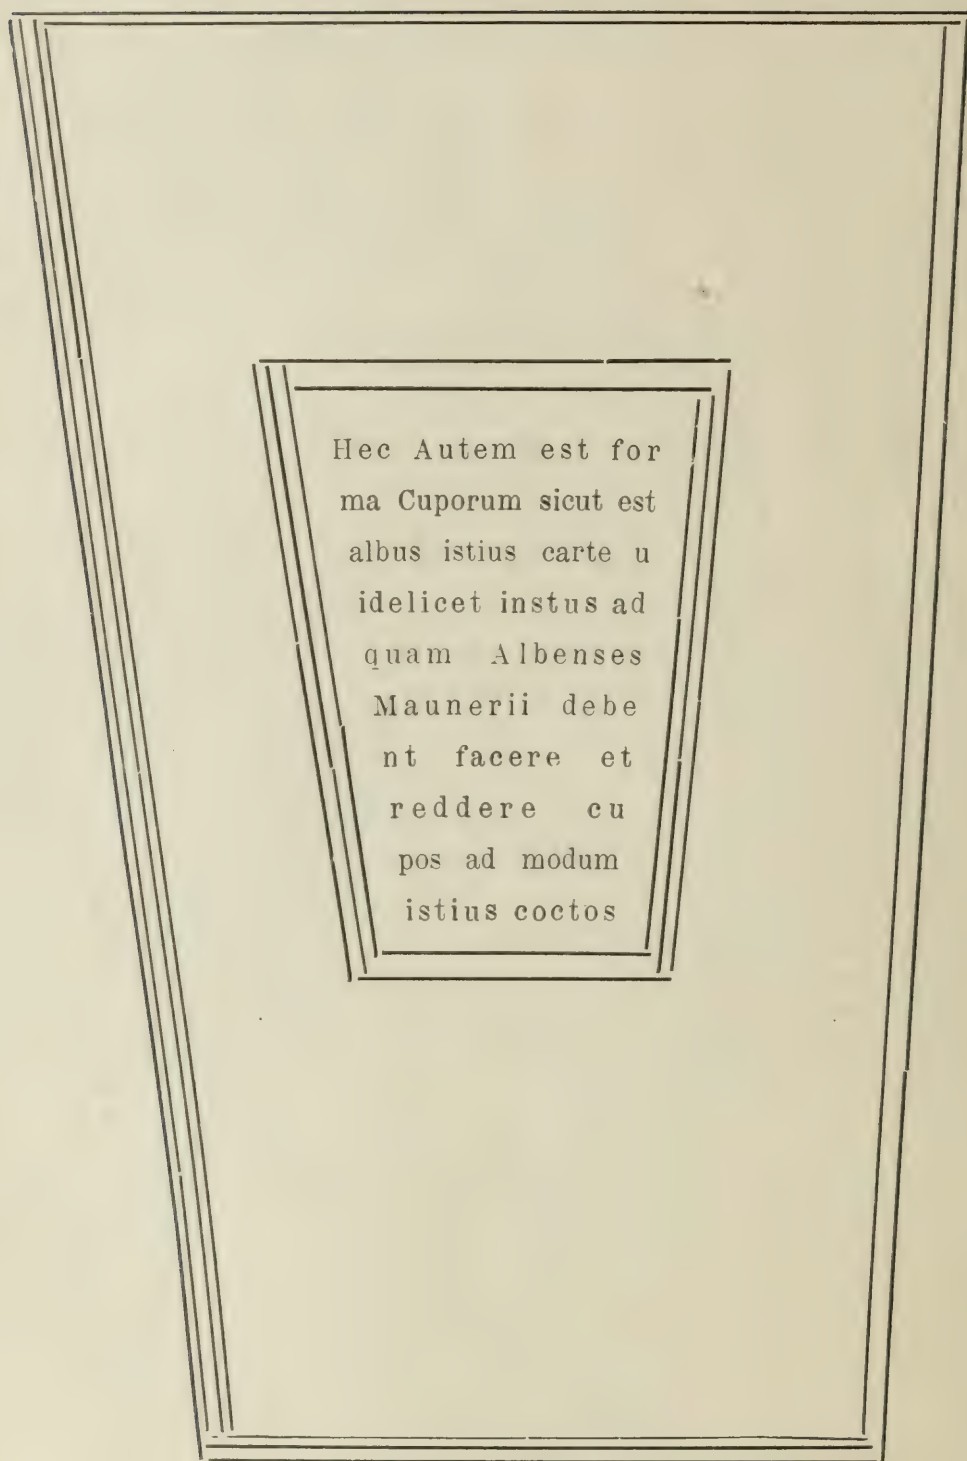 Hec Autem est for
ma Cuporum sicut est
albus istius carte u
idelicet instus ad
quam Albenses
Maunerii debe
nt facere et
reddere cu
pos ad modum
istius coctos